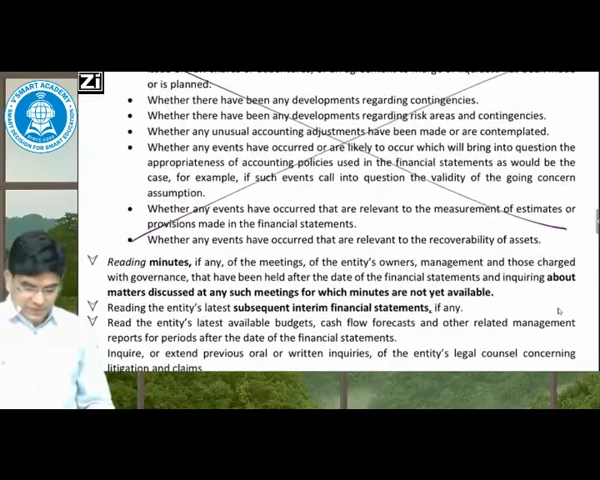 V'SMART ACADEMY
SINCE-2001
SMART DECISION FOR SMART EDUCATION
Zi
or is planned.
• Whether there have been any developments regarding contingencies.
• Whether there have been any developments regarding risk areas and contingencies.
• Whether any unusual accounting adjustments have been made or are contemplated.
• Whether any events have occurred or are likely to occur which will bring into question the
appropriateness of accounting policies used in the financial statements as would be the
case, for example, if such events call into question the validity of the going concern
assumption.
• Whether any events have occurred that are relevant to the measurement of estimates or
provisions made in the financial statements.
• Whether any events have occurred that are relevant to the recoverability of assets.
Reading minutes, if any, of the meetings, of the entity's owners, management and those charged
with governance, that have been held after the date of the financial statements and inquiring about
matters discussed at any such meetings for which minutes are not yet available.
Reading the entity's latest subsequent interim financial statements, if any.
Read the entity's latest available budgets, cash flow forecasts and other related management
reports for periods after the date of the financial statements.
Inquire, or extend previous oral or written inquiries, of the entity's legal counsel concerning
litigation and claims